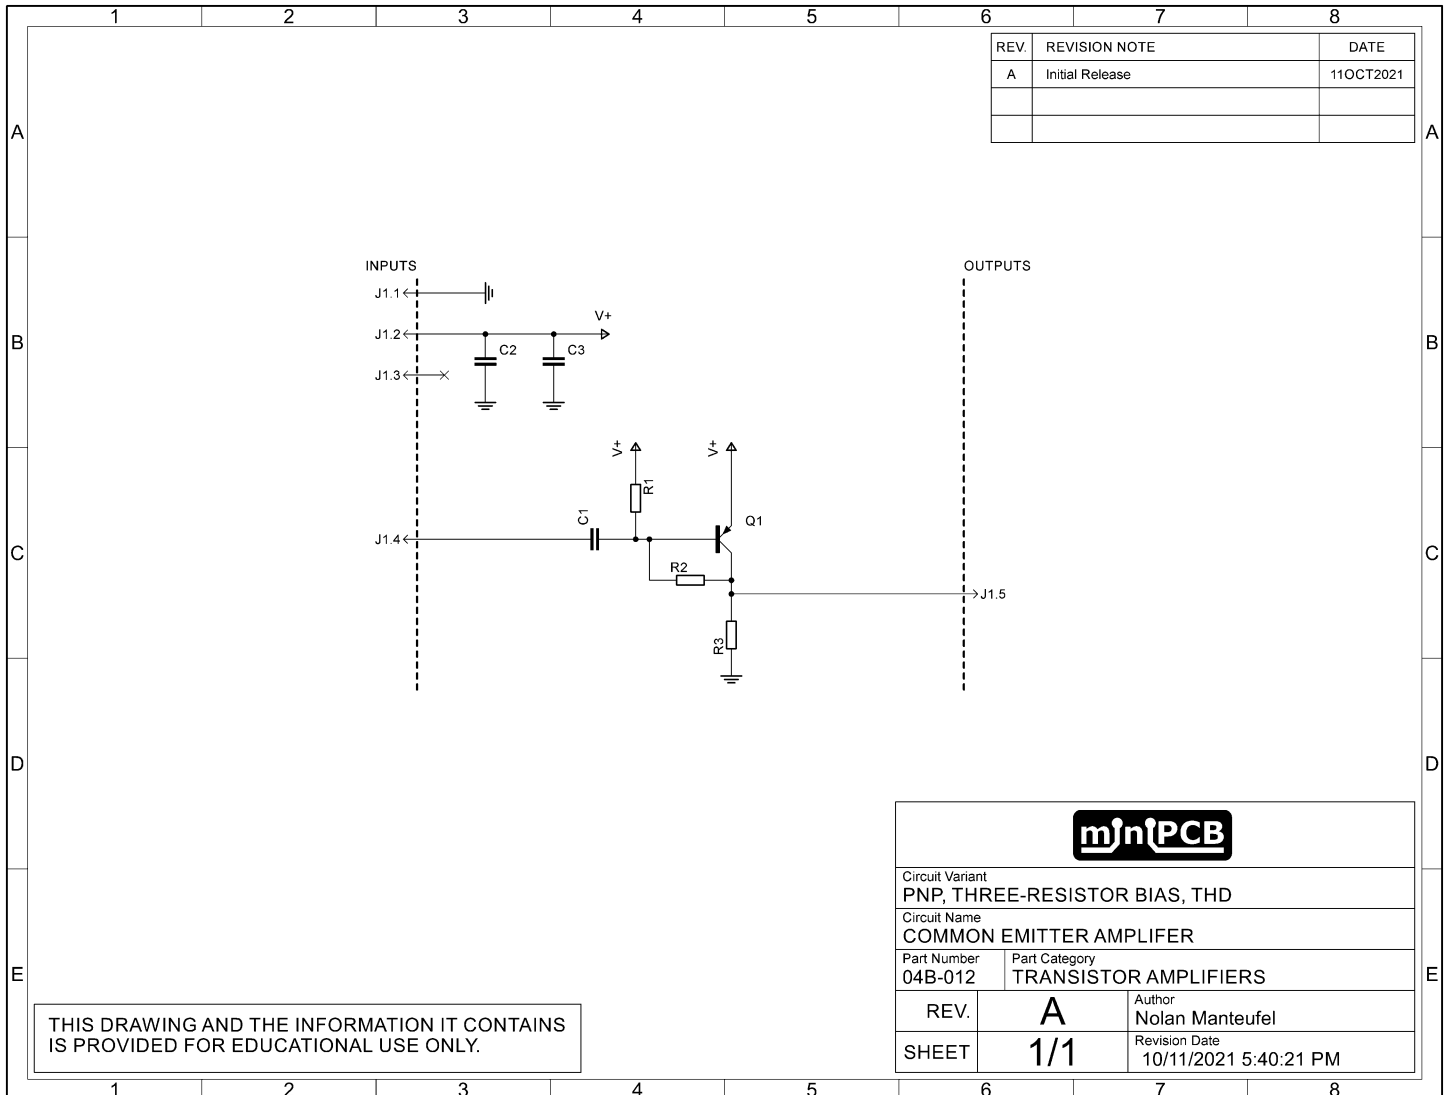 1 2 3 4 5 6 7 8
REV. REVISION NOTE DATE
A Initial Release 11OCT2021
A A
INPUTS OUTPUTS
J1.1
V+
J1.2
B B
C2 C3
J1.3
V+ V+
R1
C1 Q1
J1.4
C C
R2
J1.5
R3
D D
miniPCB
Circuit Variant
PNP, THREE-RESISTOR BIAS, THD
Circuit Name
COMMON EMITTER AMPLIFER
Part Number Part Category
04B-012 TRANSISTOR AMPLIFIERS
E E
REV. A Author
Nolan Manteufel
SHEET 1/1 Revision Date
10/11/2021 5:40:21 PM
THIS DRAWING AND THE INFORMATION IT CONTAINS
IS PROVIDED FOR EDUCATIONAL USE ONLY.
1 2 3 4 5 6 7 8